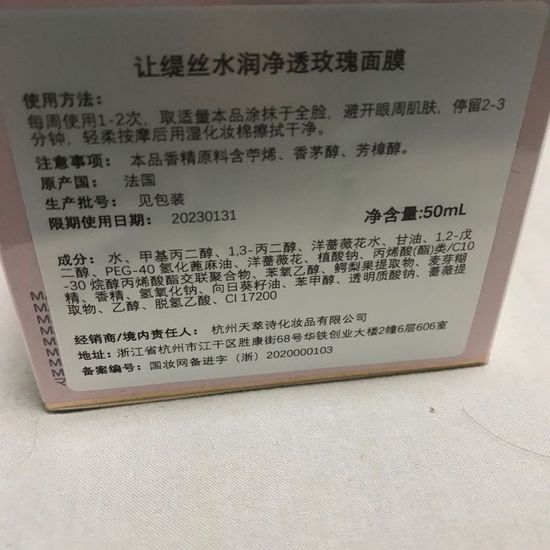 让缇丝水润净透玫瑰面膜
使用方法：
每周使用1-2次，取适量本品涂抹于全脸，避开眼周肌肤，停留2-3
分钟，轻柔按摩后用湿化妆棉擦拭干净。
注意事项： 本品香精原料含苧烯、香茅醇、芳樟醇。
原产国： 法国
生产批号： 见包装
限期使用日期： 20230131
净含量:50mL
成分： 水、甲基丙二醇、1,3-丙二醇、洋蔷薇花水、甘油、1,2-戊
二醇、PEG-40 氢化蓖麻油、洋蔷薇花、植酸钠、丙烯酸(酯)类/C10
-30 烷醇丙烯酸酯交联聚合物、苯氧乙醇、鳄梨果提取物、麦芽糊
精、香精、氢氧化钠、向日葵籽油、苯甲醇、透明质酸钠、蔷薇提
取物、乙醇、脱氢乙酸、CI 17200
经销商/境内责任人： 杭州天萃诗化妆品有限公司
地址： 浙江省杭州市江干区胜康街68号华铁创业大楼2幢6层606室
备案编号： 国妆网备进字（浙）2020000103